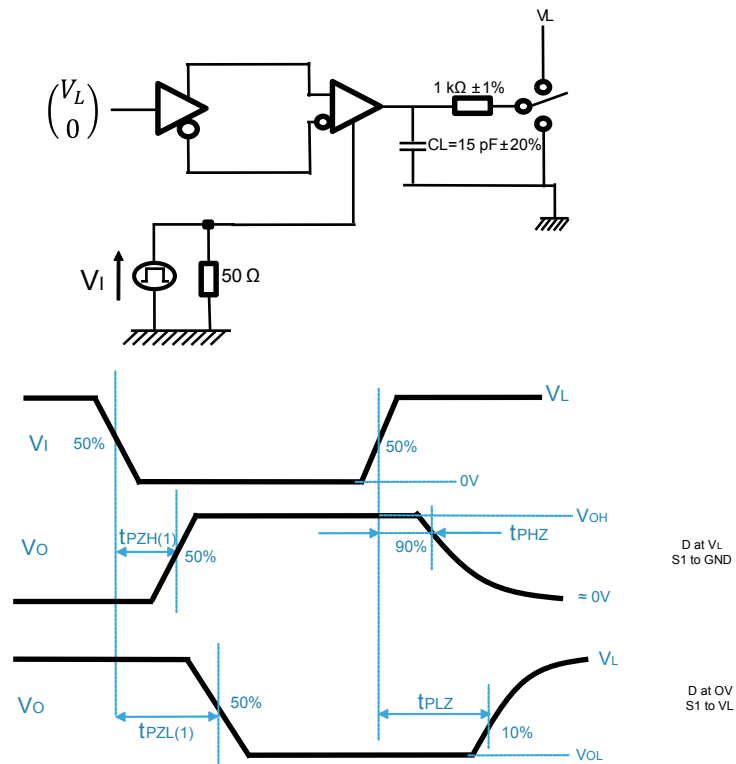 VL
1 kΩ ±1%
(V_L
0)
CL=15 pF±20%
VI
50 Ω
VL
VI
50%
50%
0V
VOH
tPZH(1)
tPHZ
VO
50%
90%
D at VL
S1 to GND
≈ 0V
VL
VO
50%
D at OV
S1 to VL
tPZL(1)
tPLZ
10%
VOL